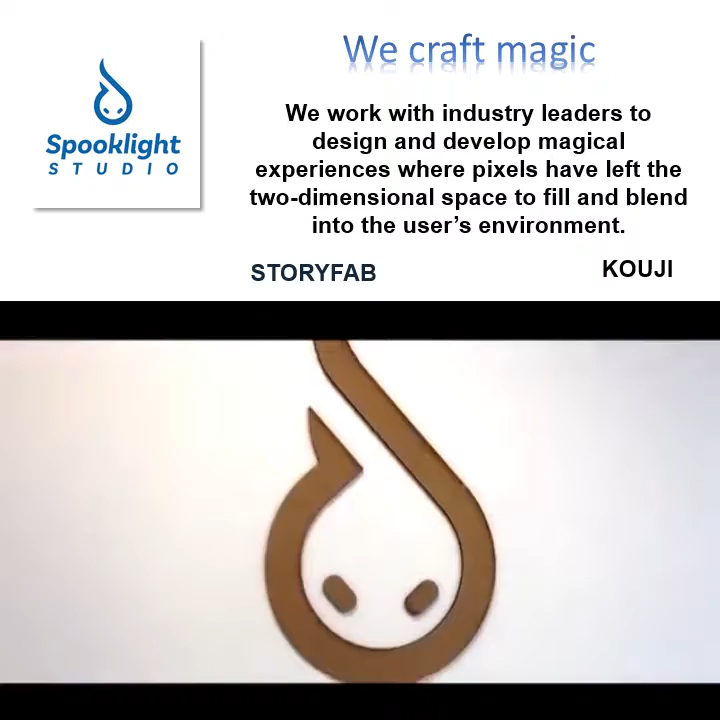 We craft magic
Spooklight
STUDIO
We work with industry leaders to
design and develop magical
experiences where pixels have left the
two-dimensional space to fill and blend
into the user’s environment.
STORYFAB
KOUJI